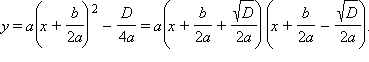 y = a(x + b/2a)² − D/4a = a(x + b/2a + √D/2a)(x + b/2a − √D/2a).